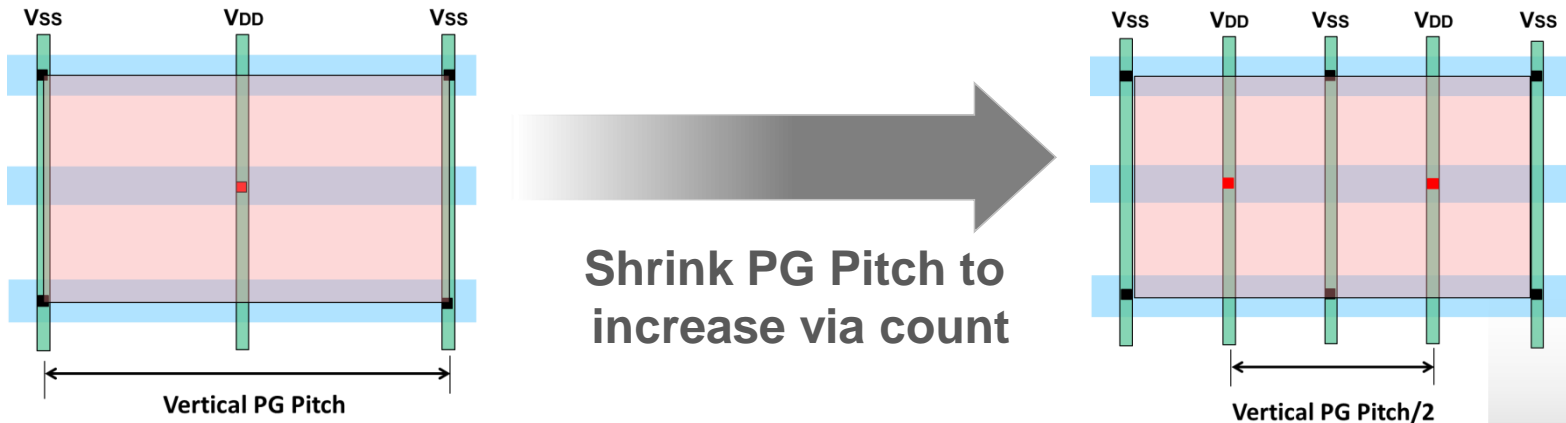 VSS VDD VSS
VSS VDD VSS VDD VSS
Shrink PG Pitch to
increase via count
Vertical PG Pitch
Vertical PG Pitch/2